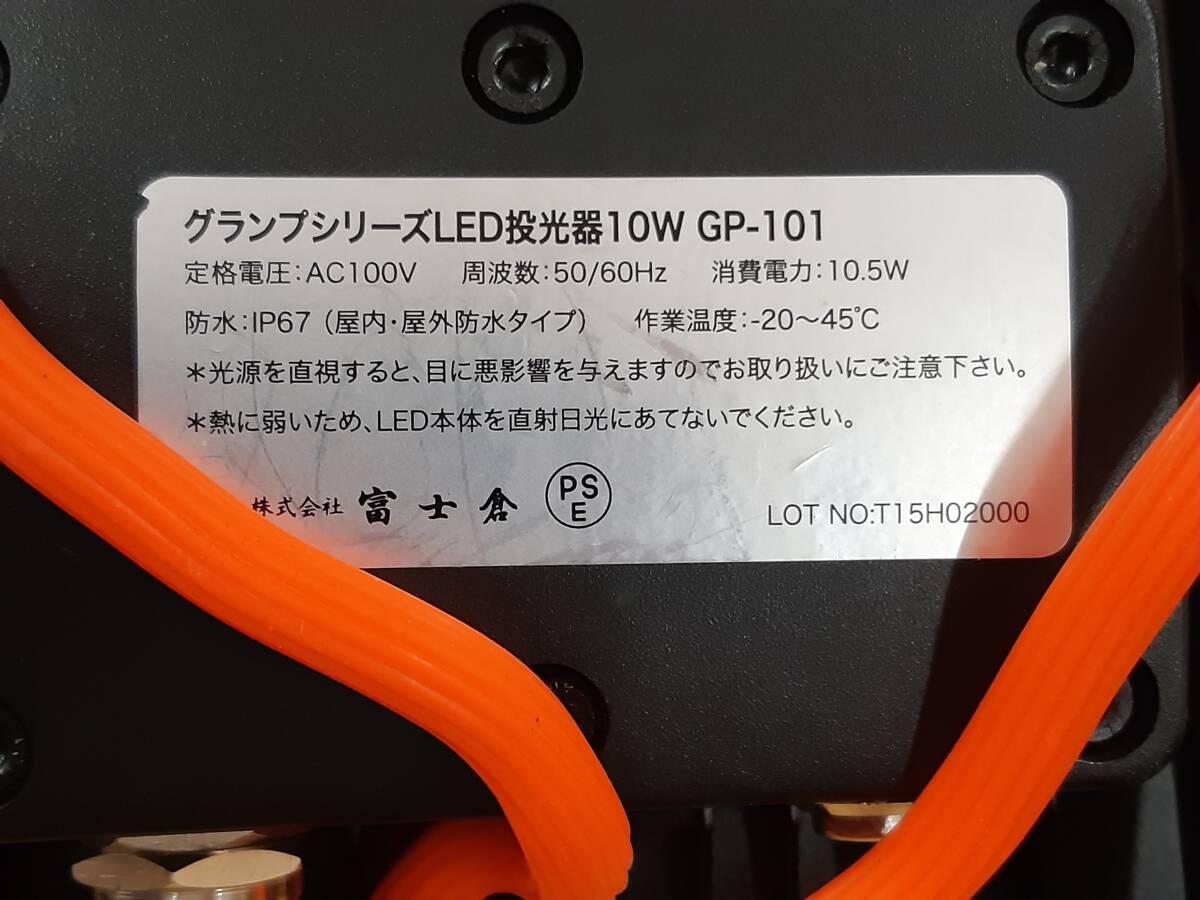 グランプシリーズLED投光器10W GP-101
定格電圧：AC100V 周波数：50/60Hz 消費電力：10.5W
防水：IP67（屋内・屋外防水タイプ） 作業温度：-20～45℃
＊光源を直視すると、目に悪影響を与えますのでお取り扱いにご注意下さい。
＊熱に弱いため、LED本体を直射日光にあてないでください。
株式会社 富士倉 PSE LOT NO:T15H02000